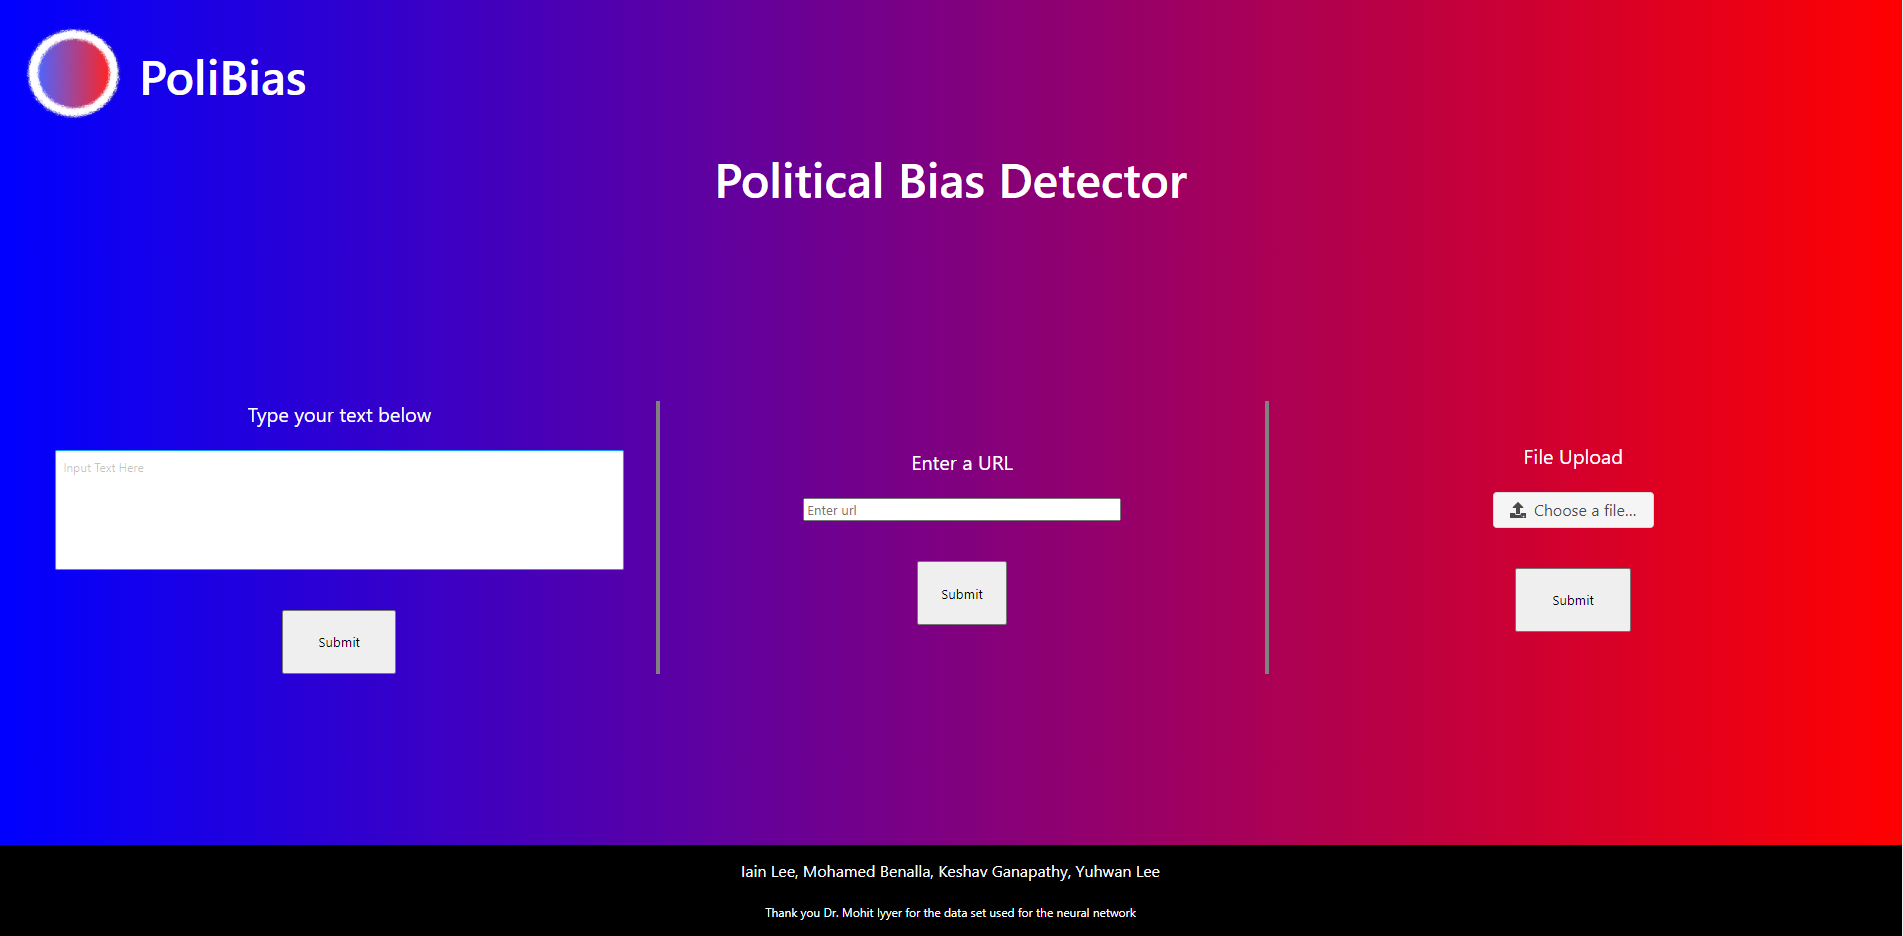 PoliBias
Political Bias Detector
Type your text below
Input Text Here
Submit
Enter a URL
Enter url
Submit
File Upload
Choose a file...
Submit
Iain Lee, Mohamed Benalla, Keshav Ganapathy, Yuhwan Lee
Thank you Dr. Mohit Iyyer for the data set used for the neural network